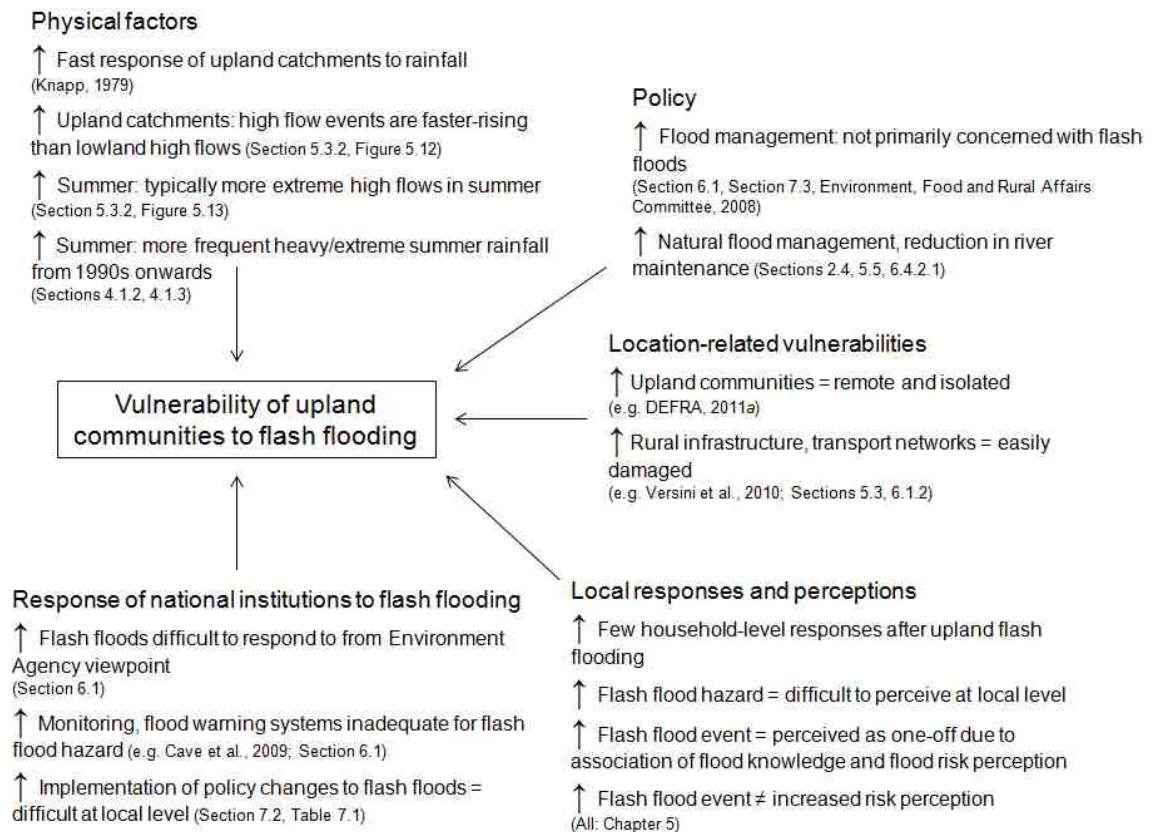 Physical factors
↑ Fast response of upland catchments to rainfall
(Knapp, 1979)
↑ Upland catchments: high flow events are faster-rising
than lowland high flows (Section 5.3.2, Figure 5.12)
↑ Summer: typically more extreme high flows in summer
(Section 5.3.2, Figure 5.13)
↑ Summer: more frequent heavy/extreme summer rainfall
from 1990s onwards
(Sections 4.1.2, 4.1.3)
Policy
↑ Flood management: not primarily concerned with flash
floods
(Section 6.1, Section 7.3, Environment, Food and Rural Affairs
Committee, 2008)
↑ Natural flood management, reduction in river
maintenance (Sections 2.4, 5.5, 6.4.2.1)
Location-related vulnerabilities
↑ Upland communities = remote and isolated
(e.g. DEFRA, 2011a)
↑ Rural infrastructure, transport networks = easily
damaged
(e.g. Versini et al., 2010; Sections 5.3, 6.1.2)
Vulnerability of upland
communities to flash flooding
Response of national institutions to flash flooding
↑ Flash floods difficult to respond to from Environment
Agency viewpoint
(Section 6.1)
↑ Monitoring, flood warning systems inadequate for flash
flood hazard (e.g. Cave et al., 2009; Section 6.1)
↑ Implementation of policy changes to flash floods =
difficult at local level (Section 7.2, Table 7.1)
Local responses and perceptions
↑ Few household-level responses after upland flash
flooding
↑ Flash flood hazard = difficult to perceive at local level
↑ Flash flood event = perceived as one-off due to
association of flood knowledge and flood risk perception
↑ Flash flood event ≠ increased risk perception
(All: Chapter 5)